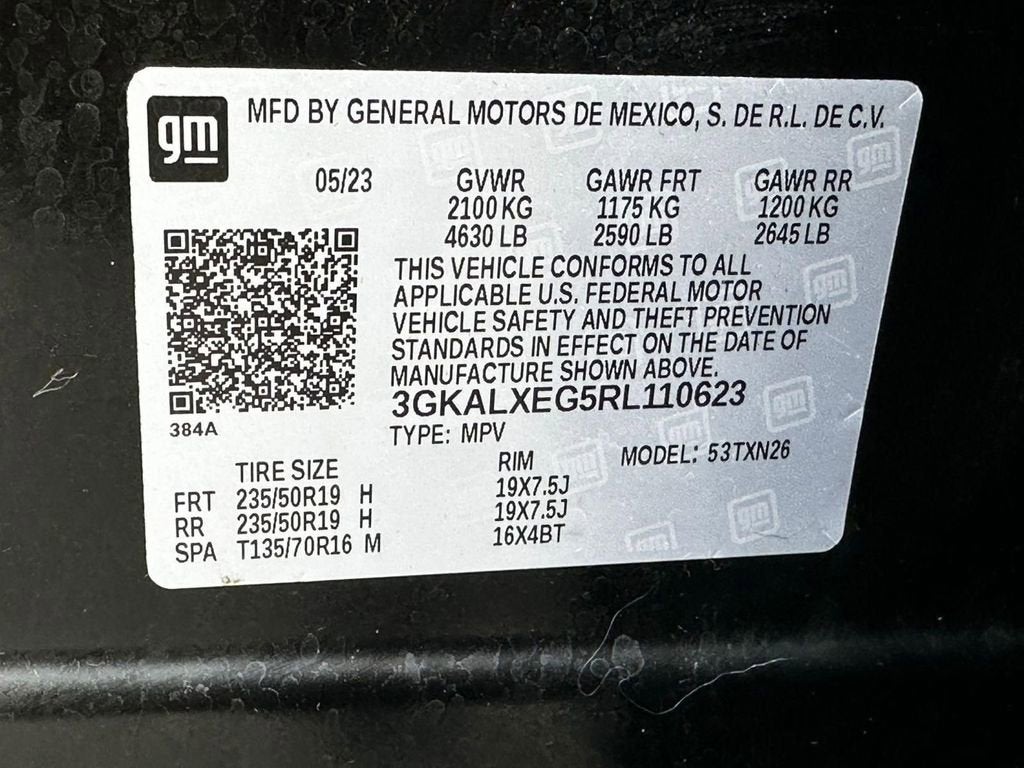 gm MFD BY GENERAL MOTORS DE MEXICO, S. DE R.L. DE C.V.
05/23 GVWR GAWR FRT GAWR RR
2100 KG 1175 KG 1200 KG
4630 LB 2590 LB 2645 LB
THIS VEHICLE CONFORMS TO ALL
APPLICABLE U.S. FEDERAL MOTOR
VEHICLE SAFETY AND THEFT PREVENTION
STANDARDS IN EFFECT ON THE DATE OF
MANUFACTURE SHOWN ABOVE.
3GKALXEG5RL110623
384A
TYPE: MPV MODEL: 53TXN26
TIRE SIZE RIM
FRT 235/50R19 H 19X7.5J
RR 235/50R19 H 19X7.5J
SPA T135/70R16 M 16X4BT